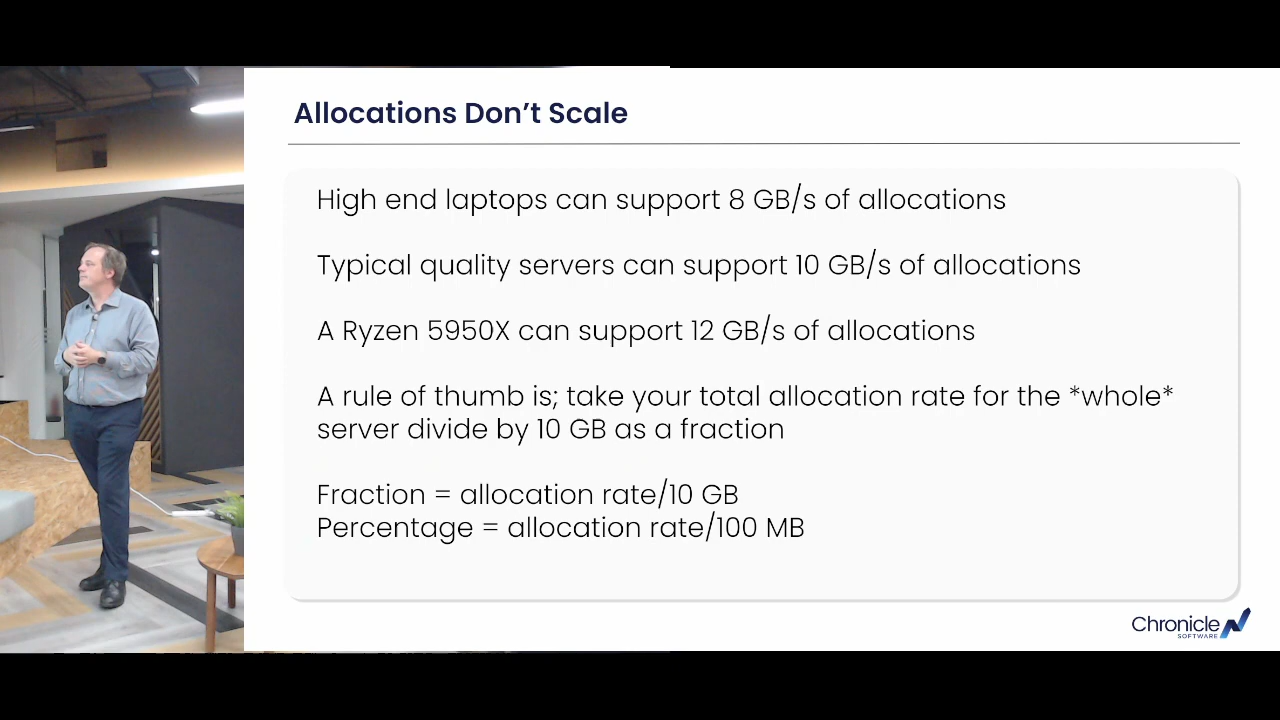 Allocations Don’t Scale
High end laptops can support 8 GB/s of allocations
Typical quality servers can support 10 GB/s of allocations
A Ryzen 5950X can support 12 GB/s of allocations
A rule of thumb is; take your total allocation rate for the *whole*
server divide by 10 GB as a fraction
Fraction = allocation rate/10 GB
Percentage = allocation rate/100 MB
Chronicle
SOFTWARE